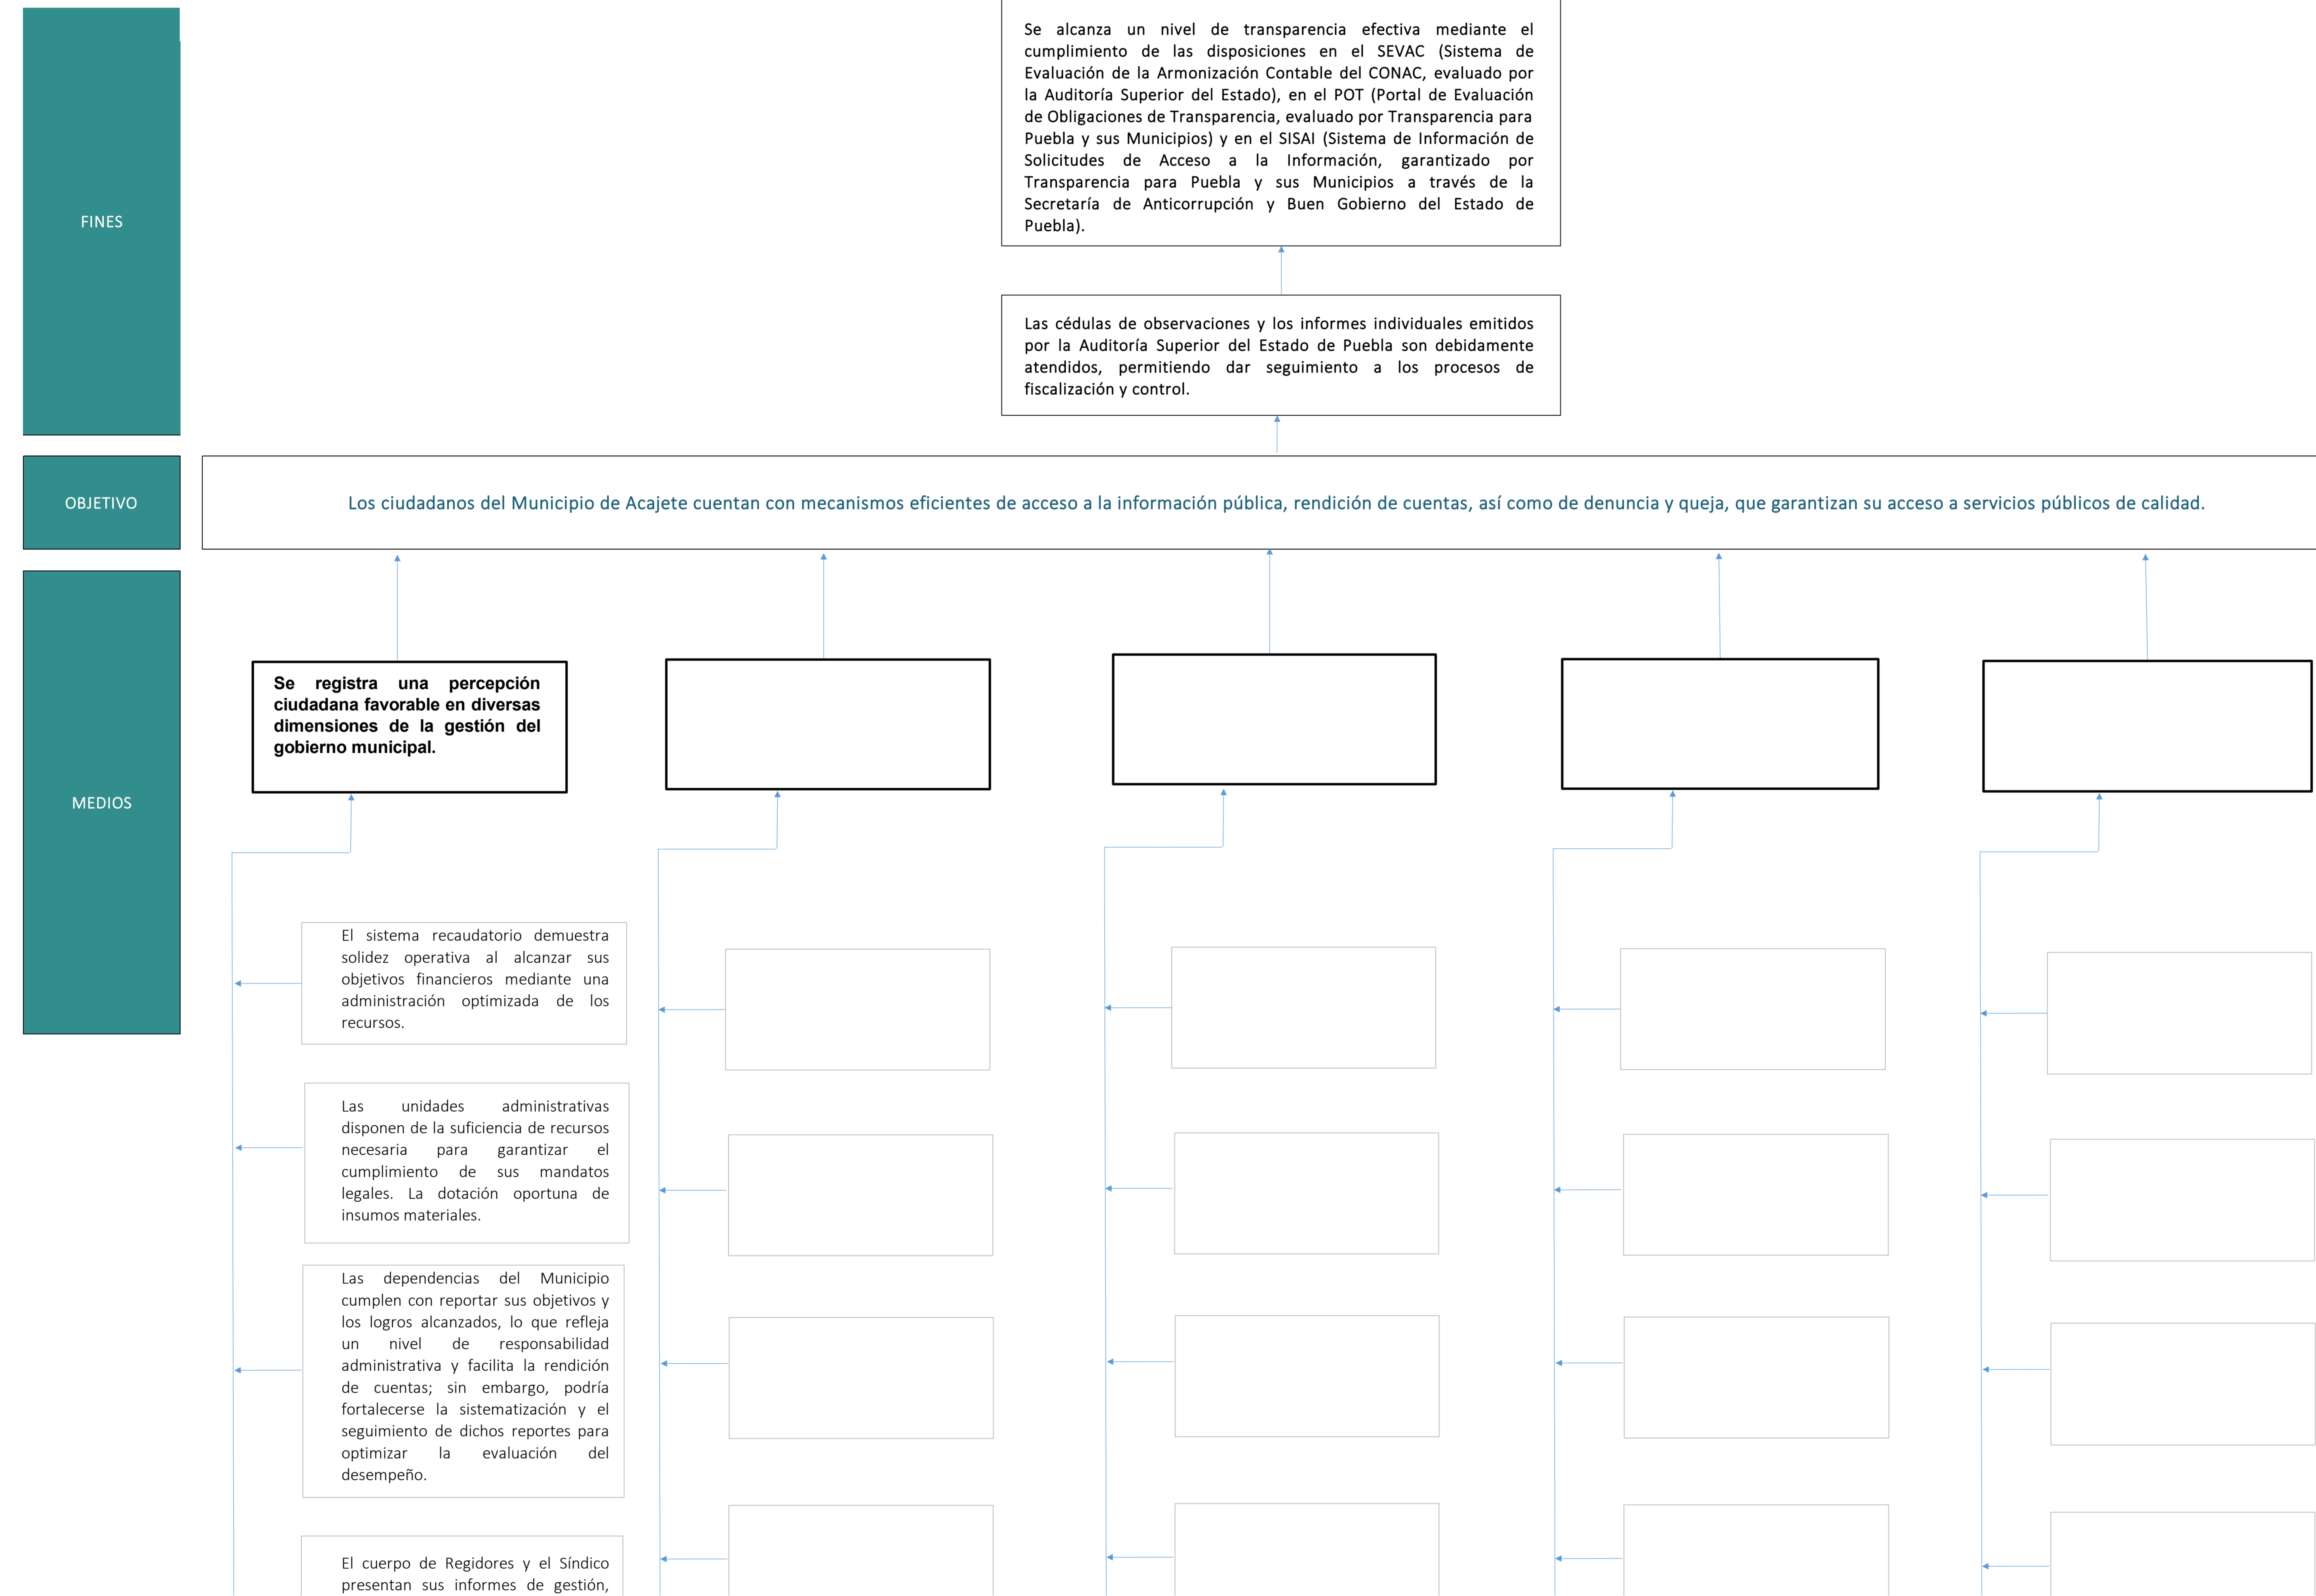 Se alcanza un nivel de transparencia efectiva mediante el
cumplimiento de las disposiciones en el SEVAC (Sistema de
Evaluación de la Armonización Contable del CONAC, evaluado por
la Auditoría Superior del Estado), en el POT (Portal de Evaluación
de Obligaciones de Transparencia, evaluado por Transparencia para
Puebla y sus Municipios) y en el SISAI (Sistema de Información de
Solicitudes de Acceso a la Información, garantizado por
Transparencia para Puebla y sus Municipios a través de la
Secretaría de Anticorrupción y Buen Gobierno del Estado de
Puebla).
FINES
Las cédulas de observaciones y los informes individuales emitidos
por la Auditoría Superior del Estado de Puebla son debidamente
atendidos, permitiendo dar seguimiento a los procesos de
fiscalización y control.
OBJETIVO
Los ciudadanos del Municipio de Acajete cuentan con mecanismos eficientes de acceso a la información pública, rendición de cuentas, así como de denuncia y queja, que garantizan su acceso a servicios públicos de calidad.
MEDIOS
Se registra una percepción
ciudadana favorable en diversas
dimensiones de la gestión del
gobierno municipal.
El sistema recaudatorio demuestra
solidez operativa al alcanzar sus
objetivos financieros mediante una
administración optimizada de los
recursos.
Las unidades administrativas
disponen de la suficiencia de recursos
necesaria para garantizar el
cumplimiento de sus mandatos
legales. La dotación oportuna de
insumos materiales.
Las dependencias del Municipio
cumplen con reportar sus objetivos y
los logros alcanzados, lo que refleja
un nivel de responsabilidad
administrativa y facilita la rendición
de cuentas; sin embargo, podría
fortalecerse la sistematización y el
seguimiento de dichos reportes para
optimizar la evaluación del
desempeño.
El cuerpo de Regidores y el Síndico
presentan sus informes de gestión,